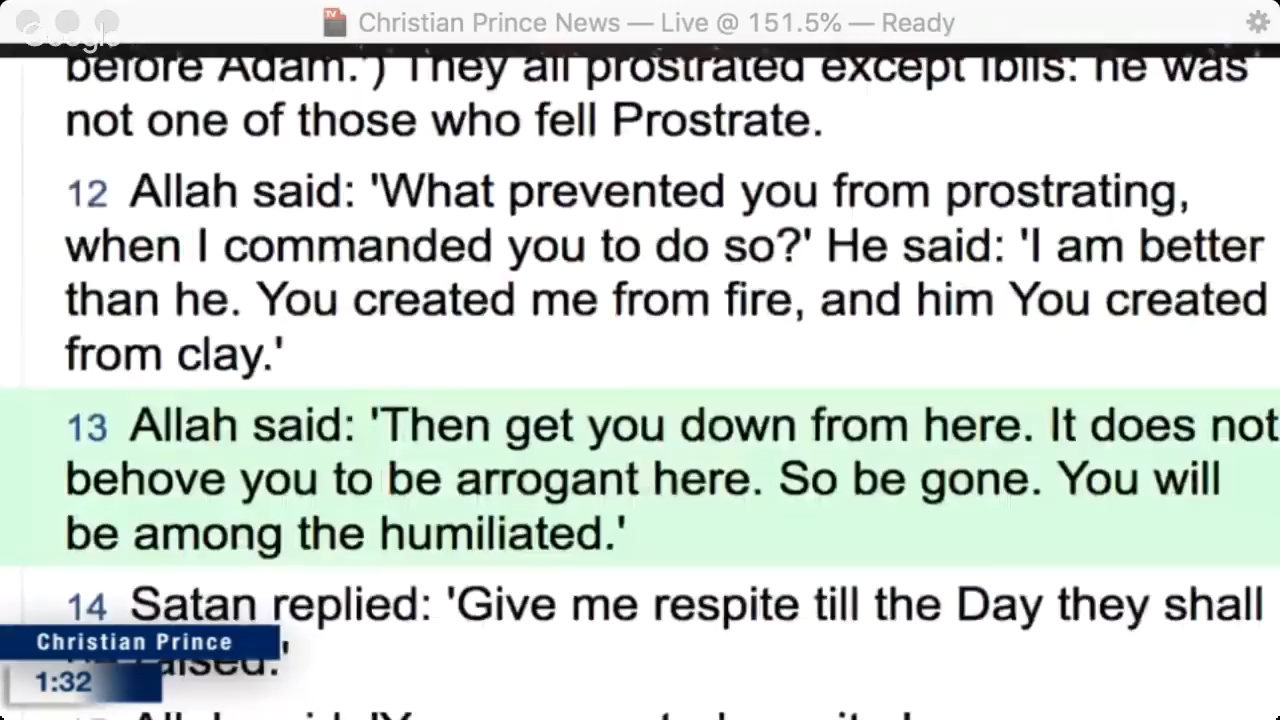 Christian Prince News — Live @ 151.5% — Ready
Google
before Adam.') They all prostrated except Iblis: he was
not one of those who fell Prostrate.
12 Allah said: 'What prevented you from prostrating,
when I commanded you to do so?' He said: 'I am better
than he. You created me from fire, and him You created
from clay.'
13 Allah said: 'Then get you down from here. It does not
behove you to be arrogant here. So be gone. You will
be among the humiliated.'
14 Satan replied: 'Give me respite till the Day they shall
raised.'
Christian Prince
1:32